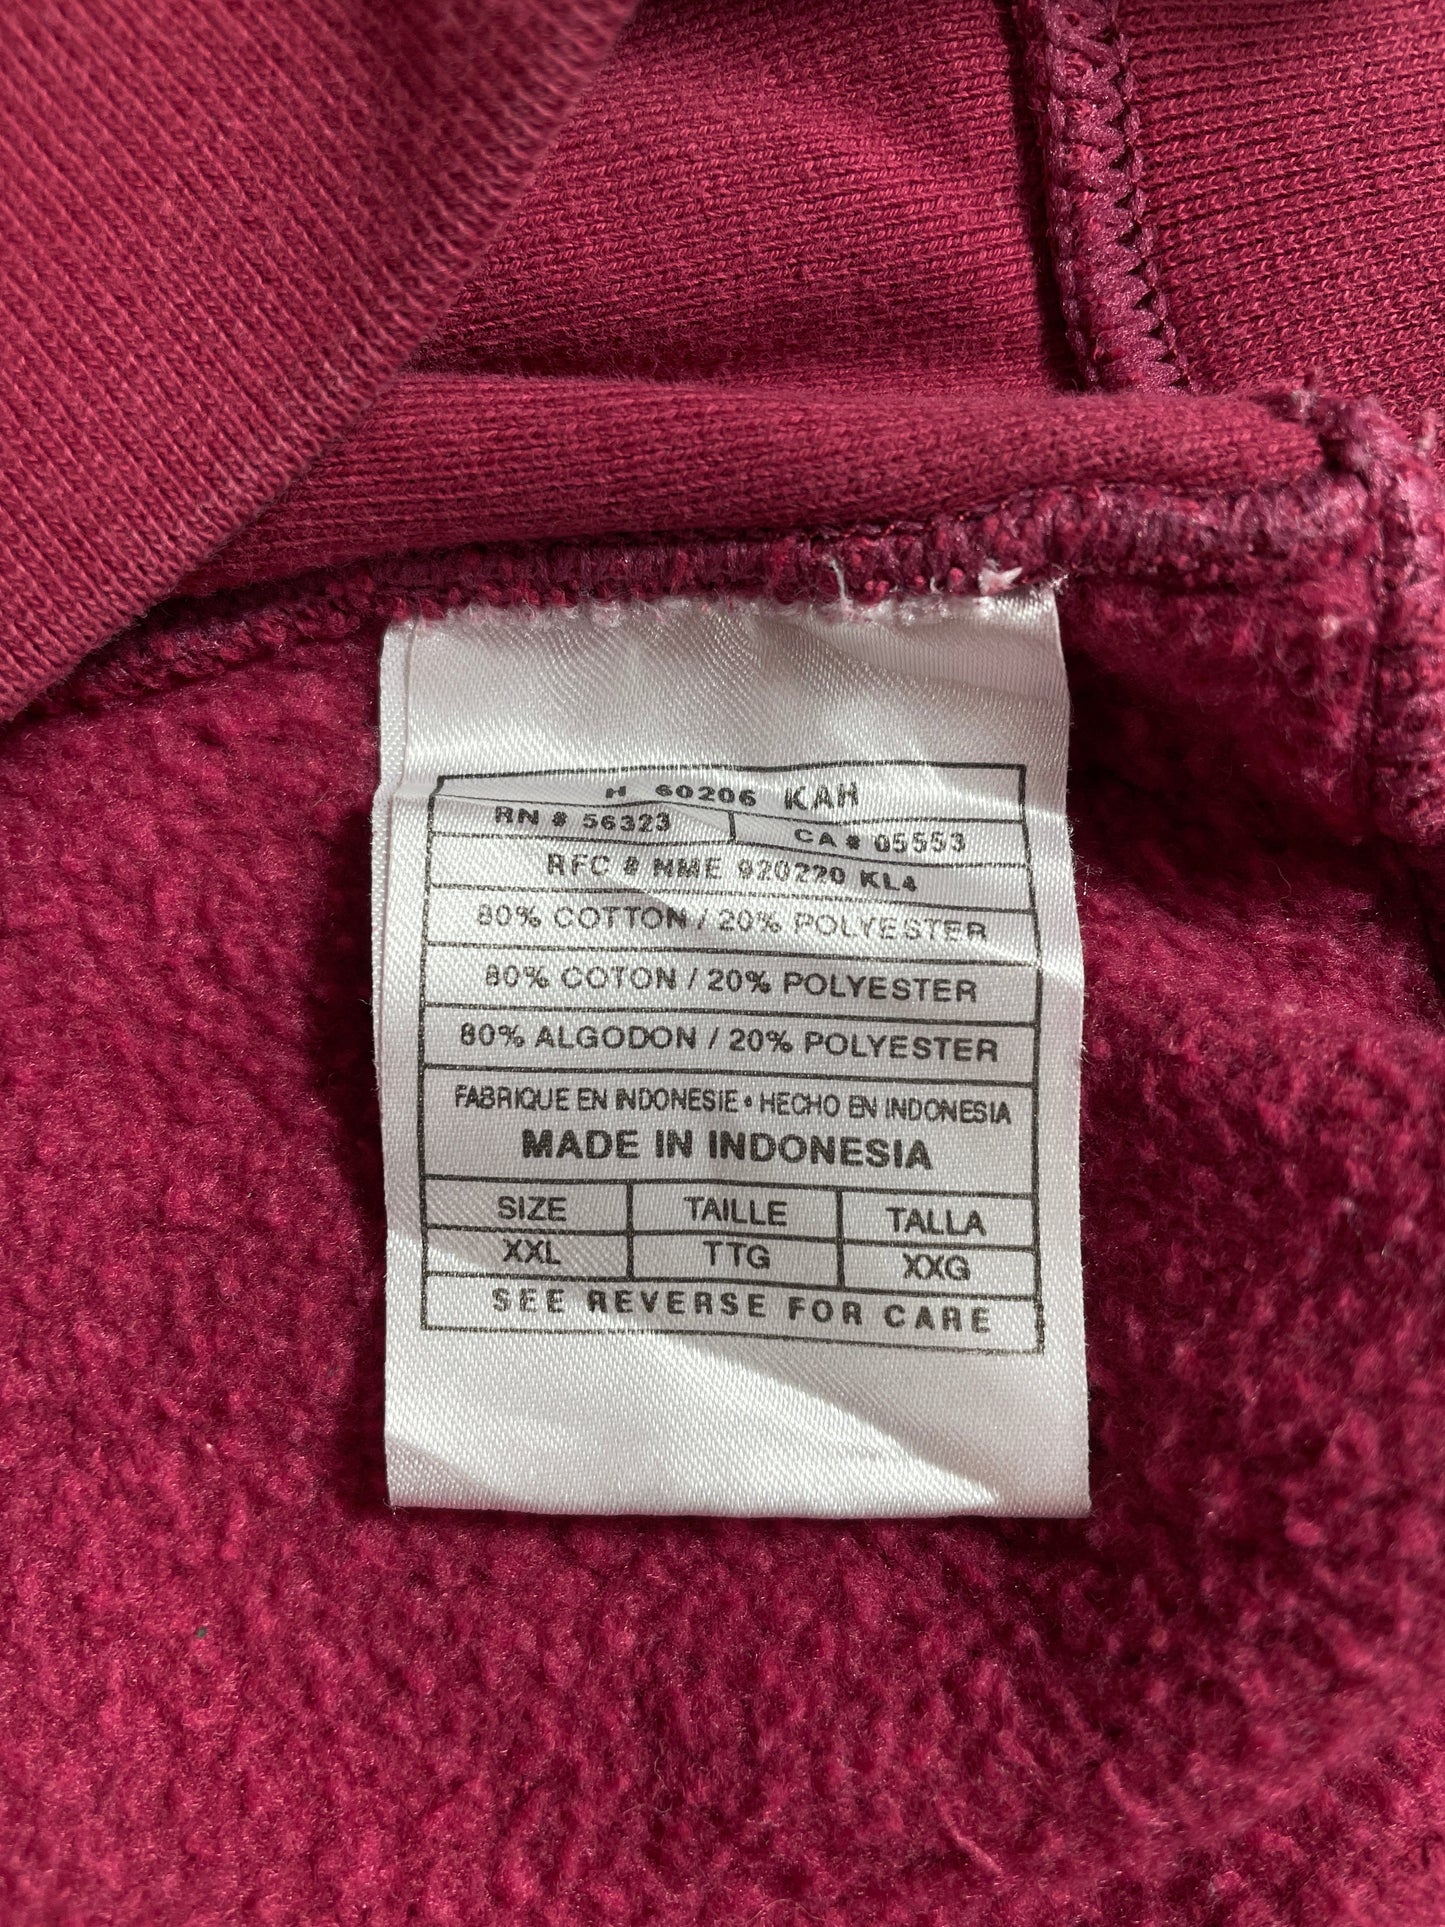 H 60206 KAH
RN # 56323 CA # 05553
RFC # NME 920220 KL4
80% COTTON / 20% POLYESTER
80% COTON / 20% POLYESTER
80% ALGODON / 20% POLYESTER
FABRIQUE EN INDONESIE • HECHO EN INDONESIA
MADE IN INDONESIA
SIZE TAILLE TALLA
XXL TTG XXG
SEE REVERSE FOR CARE